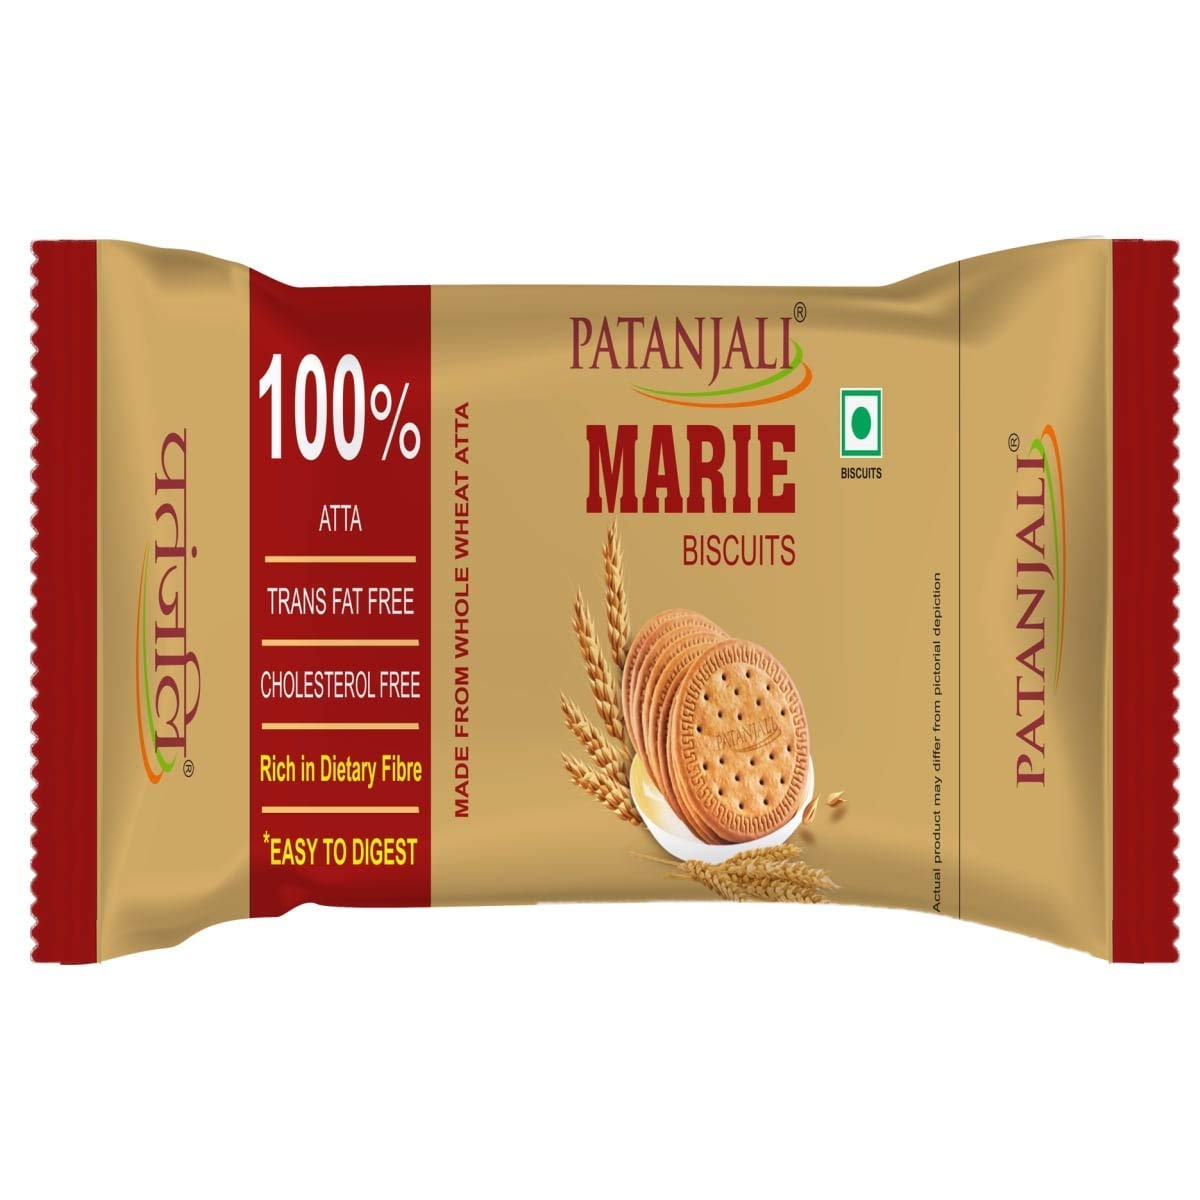 पतंजलि®
100%
ATTA
TRANS FAT FREE
CHOLESTEROL FREE
Rich in Dietary Fibre
*EASY TO DIGEST
MADE FROM WHOLE WHEAT ATTA
PATANJALI®
MARIE
BISCUITS
BISCUITS
PATANJALI
Actual product may differ from pictorial depiction
PATANJALI®